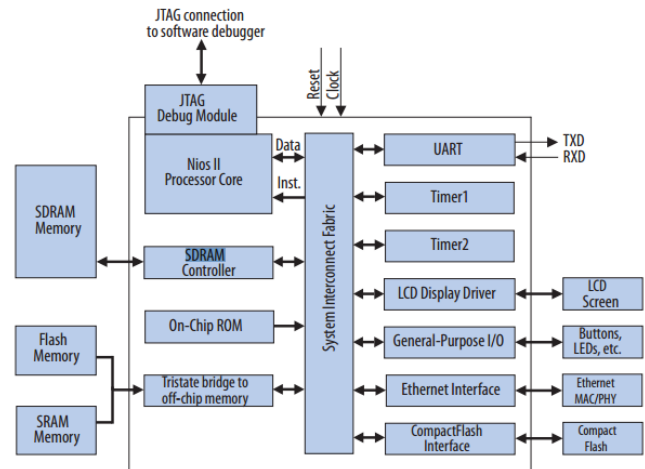 JTAG connection
to software debugger
Reset
Clock
JTAG
Debug Module
Nios II
Processor Core
Data
Inst.
System Interconnect Fabric
UART
TXD
RXD
Timer1
Timer2
SDRAM
Memory
SDRAM
Controller
LCD Display Driver
LCD
Screen
On-Chip ROM
General-Purpose I/O
Buttons,
LEDs, etc.
Flash
Memory
SRAM
Memory
Tristate bridge to
off-chip memory
Ethernet Interface
Ethernet
MAC/PHY
CompactFlash
Interface
Compact
Flash